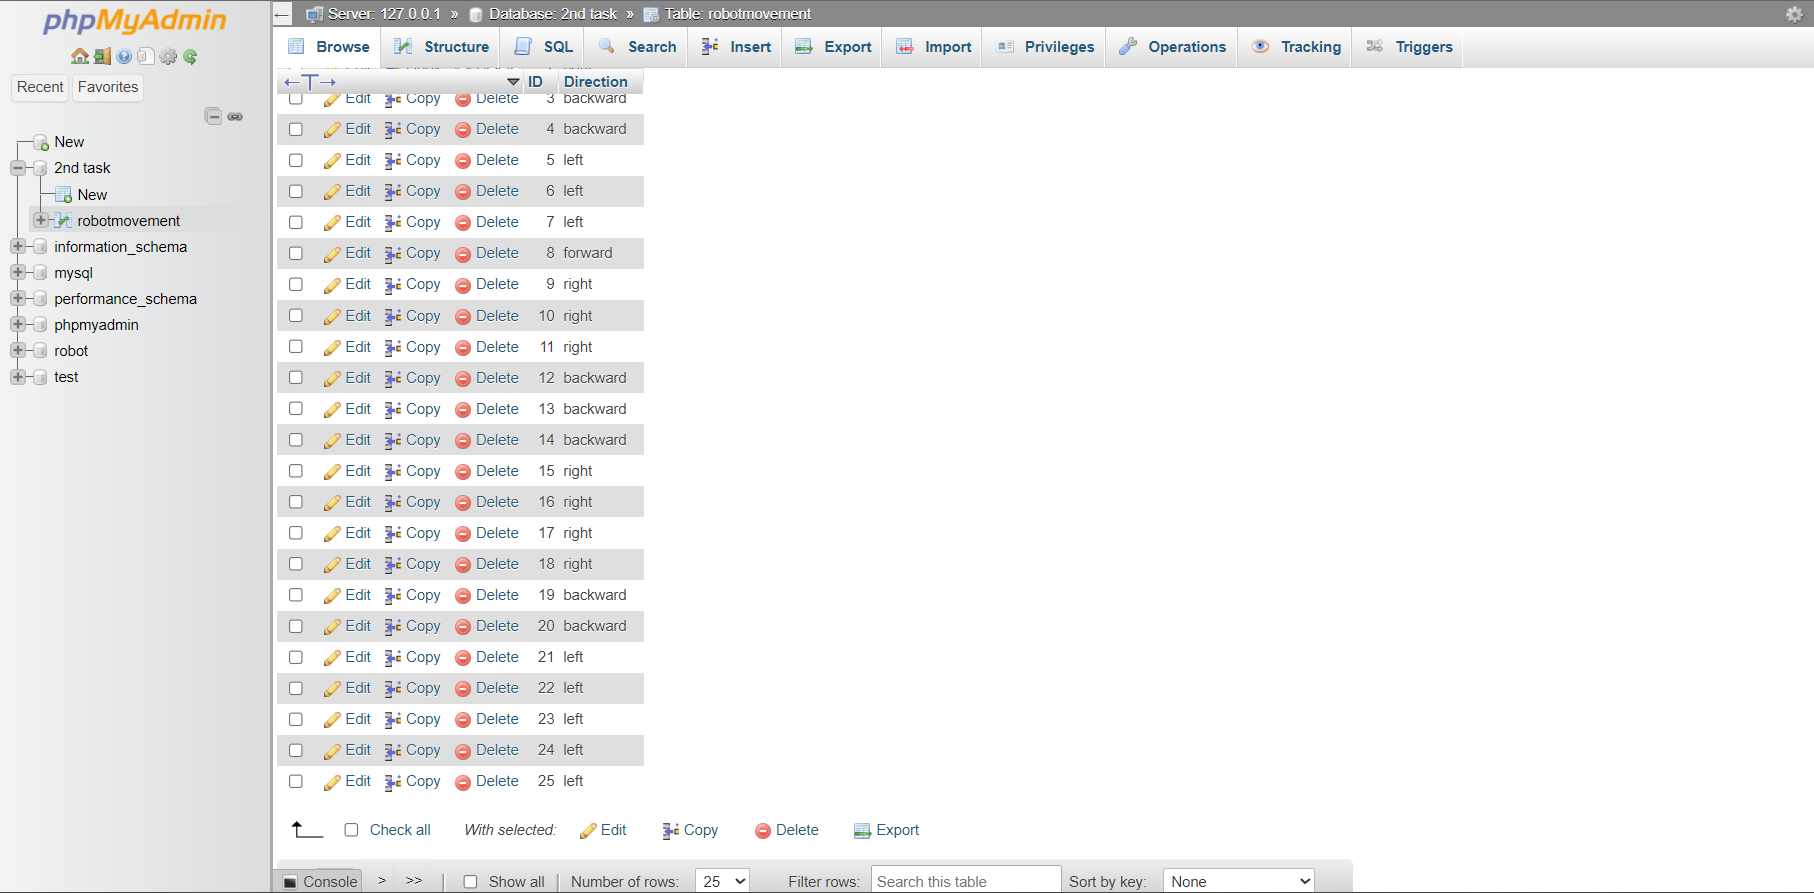 phpMyAdmin
Recent Favorites
New
2nd task
New
robotmovement
information_schema
mysql
performance_schema
phpmyadmin
robot
test
Server: 127.0.0.1 » Database: 2nd task » Table: robotmovement
Browse Structure SQL Search Insert Export Import Privileges Operations Tracking Triggers
ID Direction
Edit Copy Delete 3 backward
Edit Copy Delete 4 backward
Edit Copy Delete 5 left
Edit Copy Delete 6 left
Edit Copy Delete 7 left
Edit Copy Delete 8 forward
Edit Copy Delete 9 right
Edit Copy Delete 10 right
Edit Copy Delete 11 right
Edit Copy Delete 12 backward
Edit Copy Delete 13 backward
Edit Copy Delete 14 backward
Edit Copy Delete 15 right
Edit Copy Delete 16 right
Edit Copy Delete 17 right
Edit Copy Delete 18 right
Edit Copy Delete 19 backward
Edit Copy Delete 20 backward
Edit Copy Delete 21 left
Edit Copy Delete 22 left
Edit Copy Delete 23 left
Edit Copy Delete 24 left
Edit Copy Delete 25 left
Check all With selected: Edit Copy Delete Export
Console > >> Show all Number of rows: 25 Filter rows: Search this table Sort by key: None